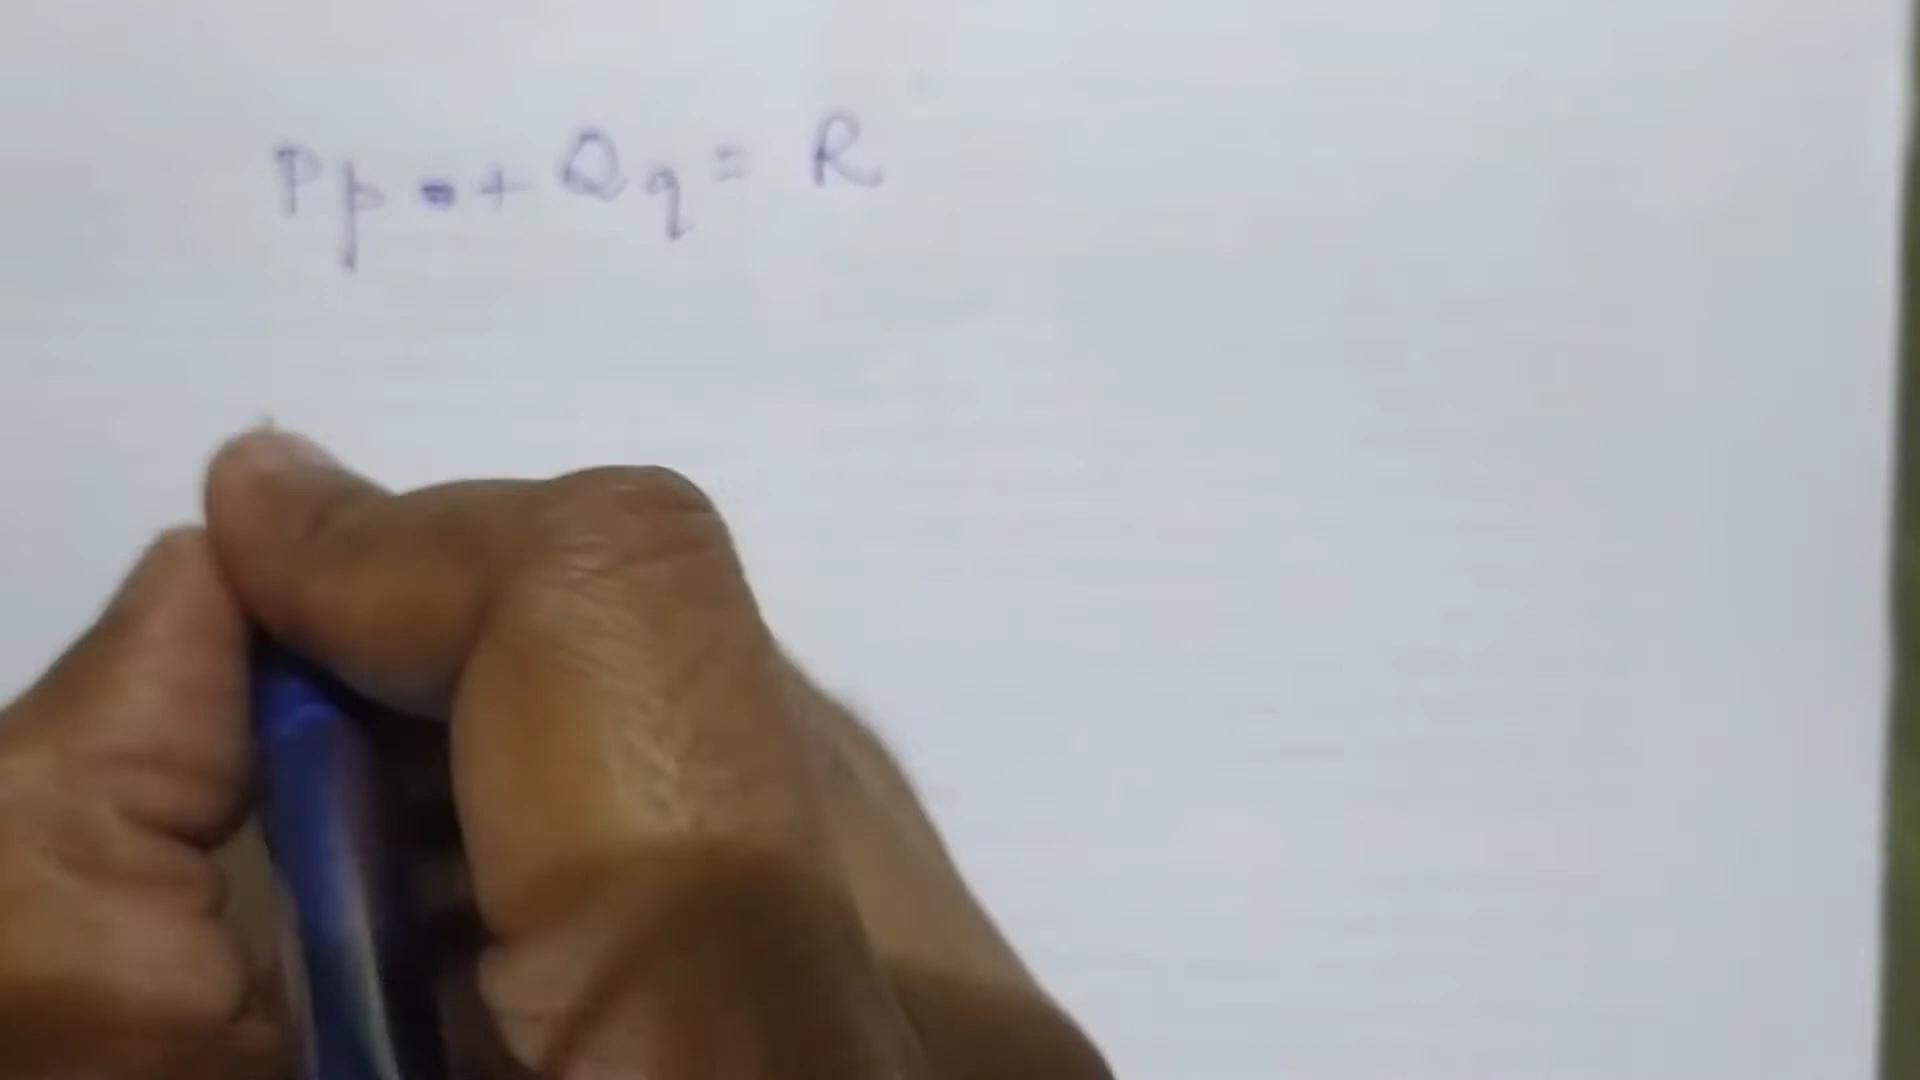 Pp + Qq = R